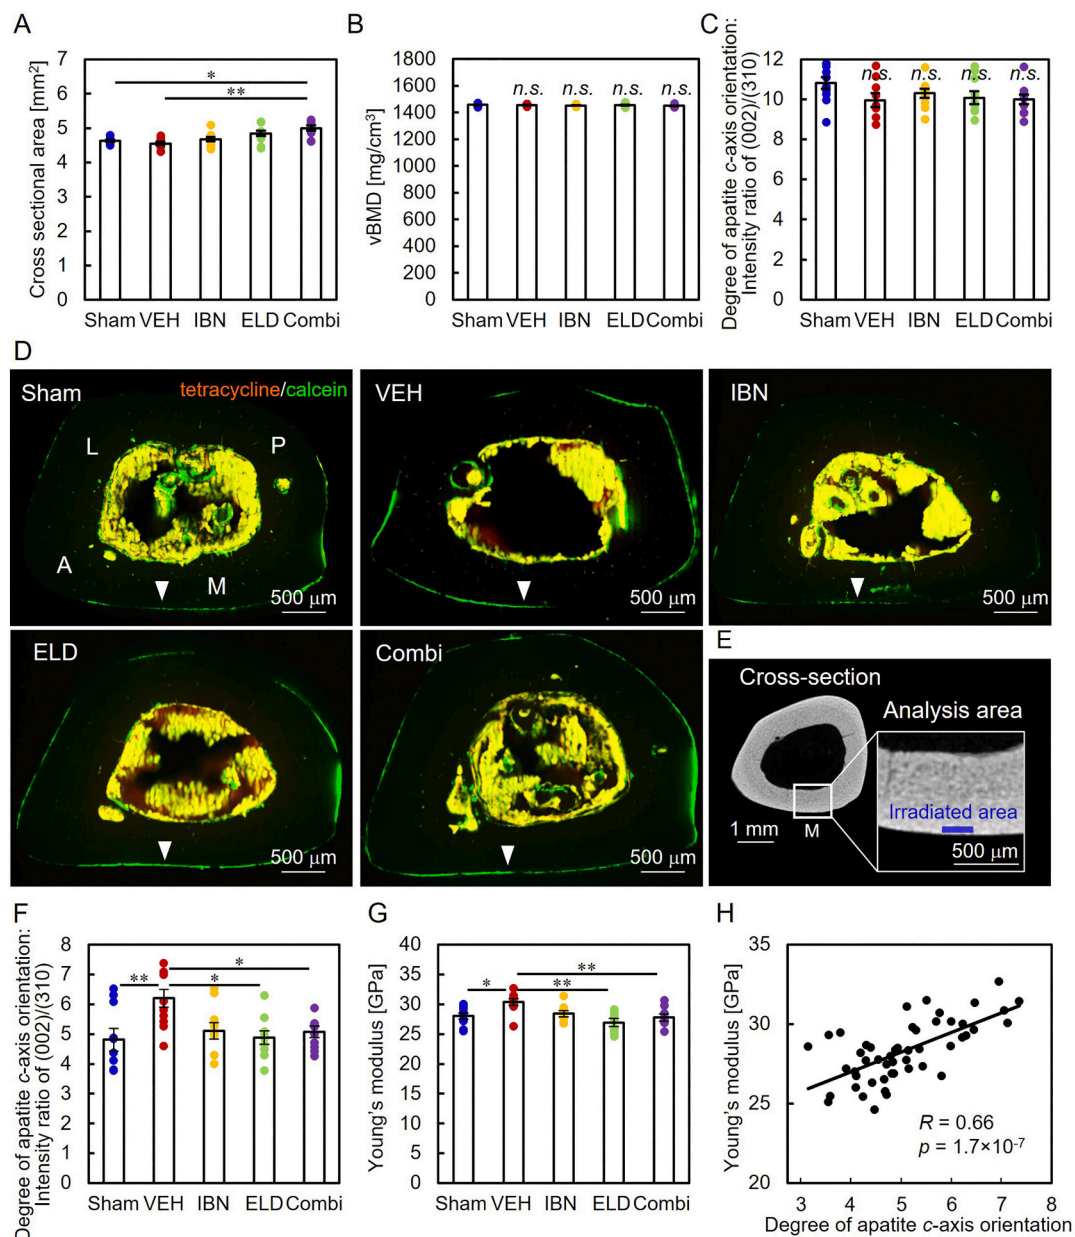 A
Cross sectional area [mm²]
7
6
5
4
3
2
1
0
*
**
Sham VEH IBN ELD Combi
B
vBMD [mg/cm³]
1800
1600
1400
1200
1000
800
600
400
200
0
n.s. n.s. n.s. n.s.
Sham VEH IBN ELD Combi
C
Degree of apatite c-axis orientation:
Intensity ratio of (002)/(310)
12
10
8
6
4
2
0
n.s. n.s. n.s. n.s.
Sham VEH IBN ELD Combi
D
Sham
tetracycline/calcein
L
P
A
M
500 µm
VEH
500 µm
IBN
500 µm
ELD
500 µm
Combi
500 µm
E
Cross-section
Analysis area
Irradiated area
1 mm
M
500 µm
F
Degree of apatite c-axis orientation:
Intensity ratio of (002)/(310)
8
7
6
5
4
3
2
1
0
*
** *
Sham VEH IBN ELD Combi
G
Young's modulus [GPa]
40
35
30
25
20
15
10
5
0
**
* **
Sham VEH IBN ELD Combi
H
Young's modulus [GPa]
35
30
25
20
R = 0.66
p = 1.7×10⁻⁷
3 4 5 6 7 8
Degree of apatite c-axis orientation